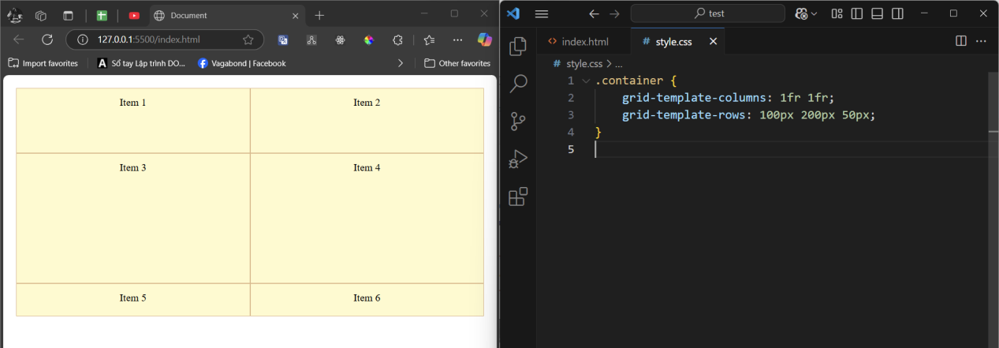 Document
127.0.0.1:5500/index.html
Import favorites
A Sổ tay Lập trình DO...
Vagabond | Facebook
Other favorites
Item 1
Item 2
Item 3
Item 4
Item 5
Item 6
test
index.html
# style.css
# style.css > ...
1 .container {
2 grid-template-columns: 1fr 1fr;
3 grid-template-rows: 100px 200px 50px;
4 }
5